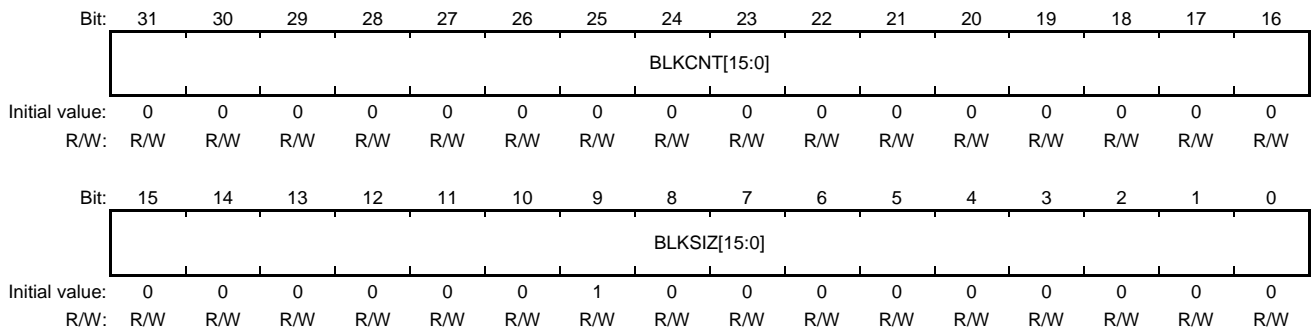 Bit: 31 30 29 28 27 26 25 24 23 22 21 20 19 18 17 16
BLKCNT[15:0]
Initial value: 0 0 0 0 0 0 0 0 0 0 0 0 0 0 0 0
R/W: R/W R/W R/W R/W R/W R/W R/W R/W R/W R/W R/W R/W R/W R/W R/W R/W
Bit: 15 14 13 12 11 10 9 8 7 6 5 4 3 2 1 0
BLKSIZ[15:0]
Initial value: 0 0 0 0 0 0 1 0 0 0 0 0 0 0 0 0
R/W: R/W R/W R/W R/W R/W R/W R/W R/W R/W R/W R/W R/W R/W R/W R/W R/W